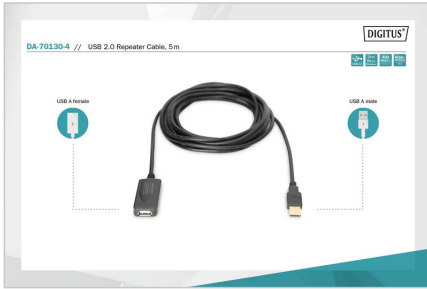 DIGITUS®
DA-70130-4 // USB 2.0 Repeater Cable, 5 m
USB A female
USB A male